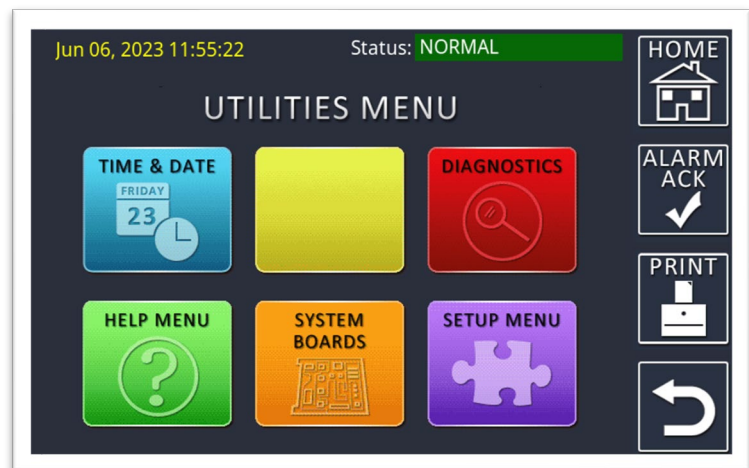 Jun 06, 2023 11:55:22
Status: NORMAL
HOME
UTILITIES MENU
TIME & DATE
FRIDAY
23
DIAGNOSTICS
ALARM
ACK
PRINT
HELP MENU
SYSTEM
BOARDS
SETUP MENU